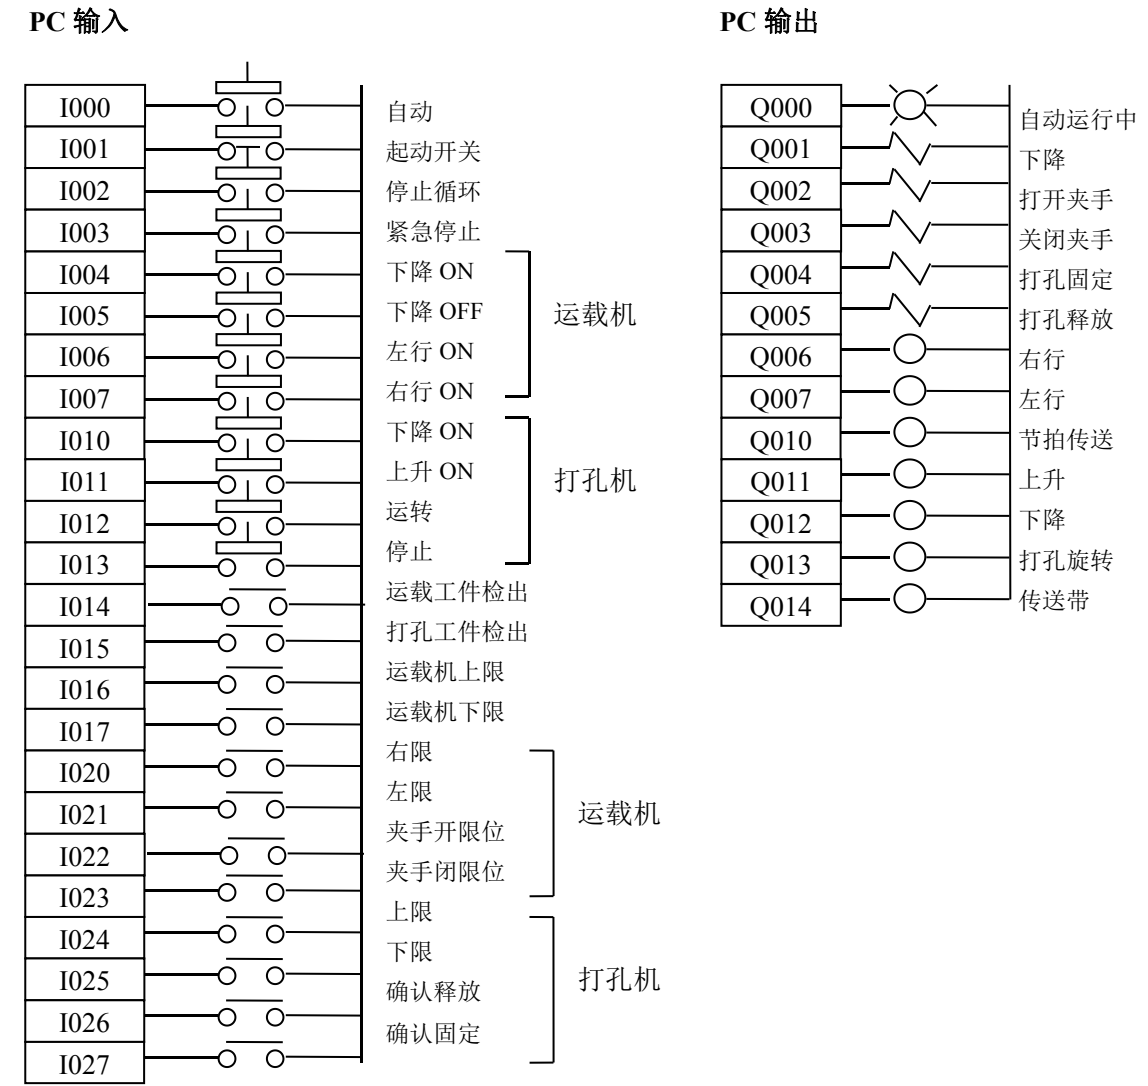 PC 输入
I000 自动
I001 起动开关
I002 停止循环
I003 紧急停止
I004 下降 ON
I005 下降 OFF
I006 左行 ON
I007 右行 ON
运载机
I010 下降 ON
I011 上升 ON
I012 运转
I013 停止
打孔机
I014 运载工件检出
I015 打孔工件检出
I016 运载机上限
I017 运载机下限
I020 右限
I021 左限
I022 夹手开限位
I023 夹手闭限位
运载机
I024 上限
I025 下限
I026 确认释放
I027 确认固定
打孔机
PC 输出
Q000 自动运行中
Q001 下降
Q002 打开夹手
Q003 关闭夹手
Q004 打孔固定
Q005 打孔释放
Q006 右行
Q007 左行
Q010 节拍传送
Q011 上升
Q012 下降
Q013 打孔旋转
Q014 传送带